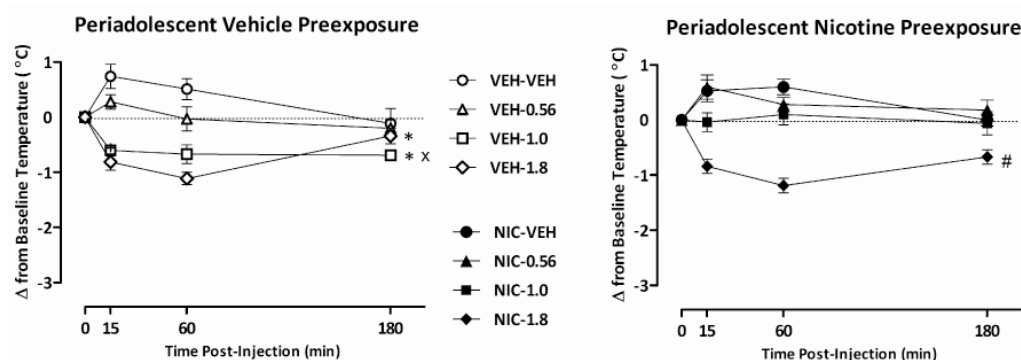 Periadolescent Vehicle Preexposure
Δ from Baseline Temperature ( °C)
1
0
-1
-2
-3
*
* x
0 15 60 180
Time Post-Injection (min)
VEH-VEH
VEH-0.56
VEH-1.0
VEH-1.8
NIC-VEH
NIC-0.56
NIC-1.0
NIC-1.8
Periadolescent Nicotine Preexposure
Δ from Baseline Temperature ( °C)
1
0
-1
-2
-3
#
0 15 60 180
Time Post-Injection (min)